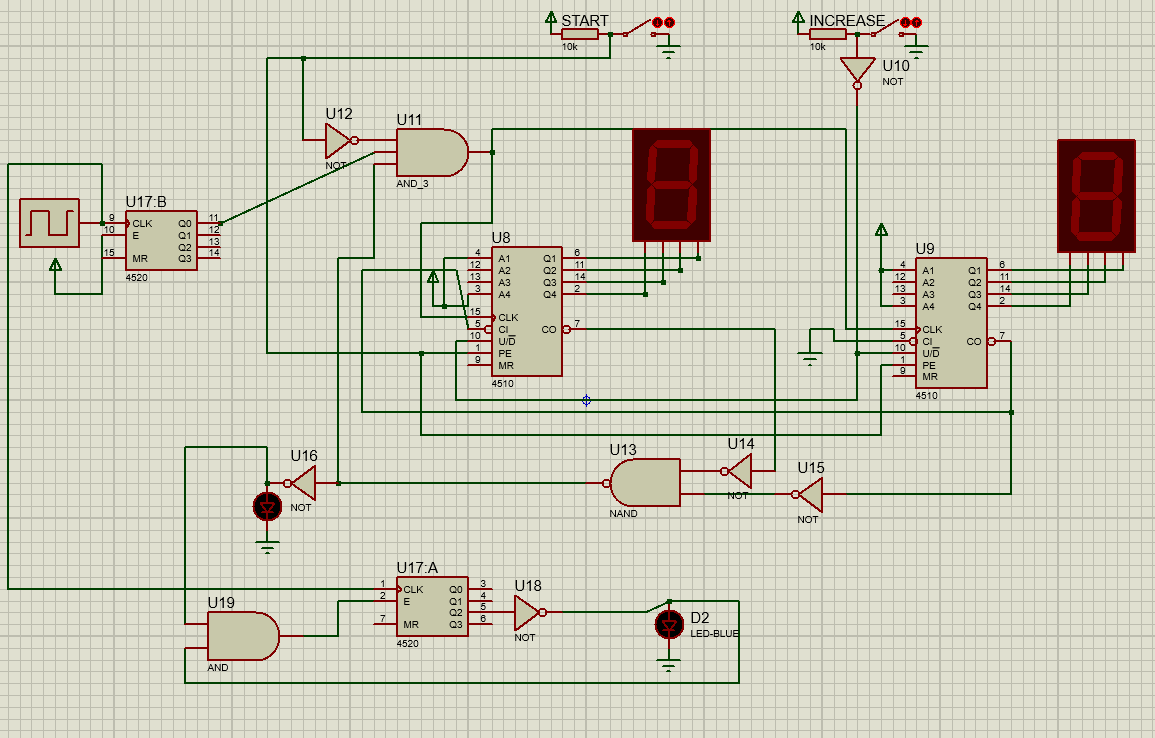 START INCREASE
10k 10k
U10
NOT
U12 U11
NOT
AND_3
U17:B
9 CLK Q0 11
10 E Q1 12
Q2 13
15 MR Q3 14
4520
U8
4 A1 Q1 6
12 A2 Q2 11
13 A3 Q3 14
3 A4 Q4 2
15 CLK
5 CI CO 7
10 U/D
1 PE
9 MR
4510
U9
4 A1 Q1 6
12 A2 Q2 11
13 A3 Q3 14
3 A4 Q4 2
15 CLK
5 CI CO 7
10 U/D
1 PE
9 MR
4510
U16 U13 U14 U15
NOT NAND NOT NOT
U17:A
1 CLK Q0 3
2 E Q1 4
Q2 5
7 MR Q3 6
4520
U18
NOT
U19
AND
D2
LED-BLUE